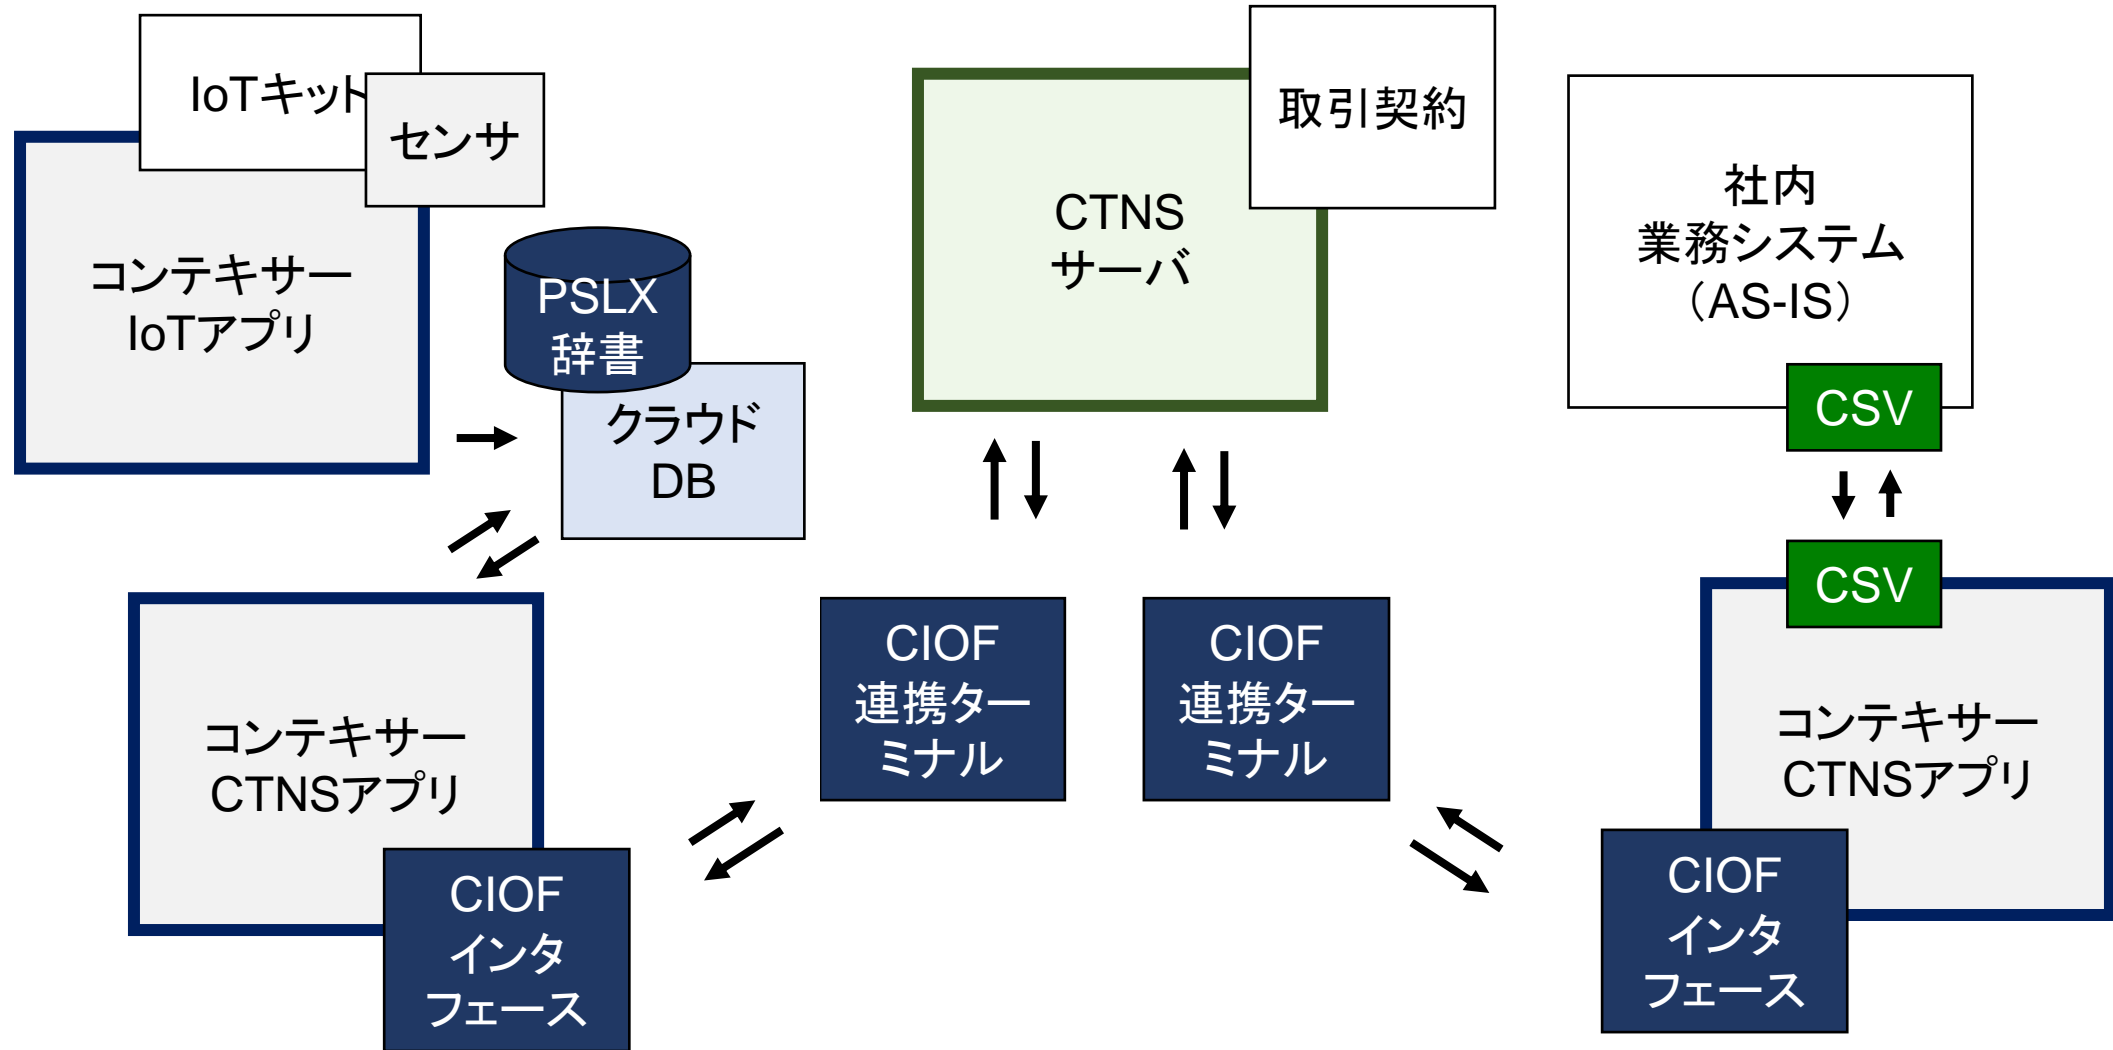 IoTキット
センサ
コンテキサー
IoTアプリ
PSLX
辞書
クラウド
DB
コンテキサー
CTNSアプリ
CIOF
インタ
フェース
取引契約
CTNS
サーバ
CIOF
連携ター
ミナル
CIOF
連携ター
ミナル
社内
業務システム
（AS-IS）
CSV
CSV
コンテキサー
CTNSアプリ
CIOF
インタ
フェース